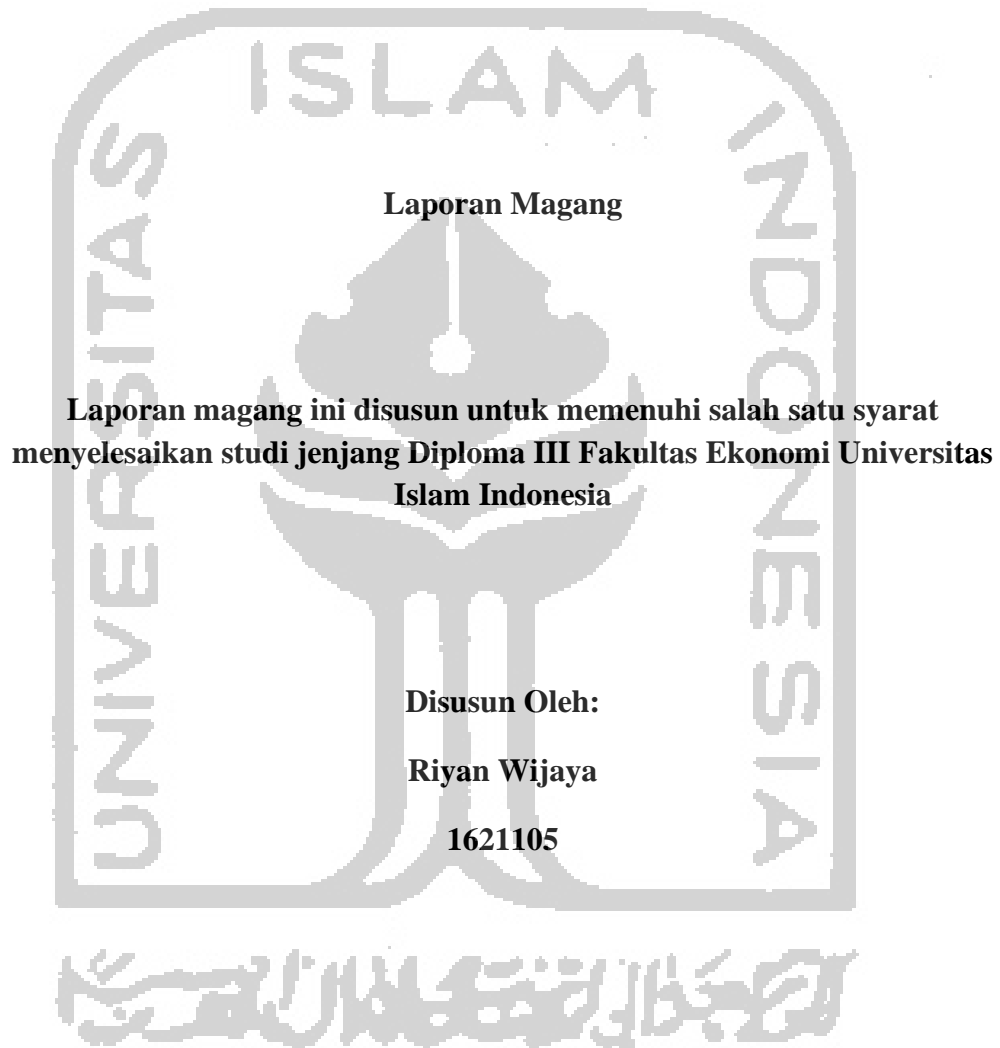 ISLAM
UNIVERSITAS
INDONESIA
Laporan Magang
Laporan magang ini disusun untuk memenuhi salah satu syarat
menyelesaikan studi jenjang Diploma III Fakultas Ekonomi Universitas
Islam Indonesia
Disusun Oleh:
Riyan Wijaya
1621105